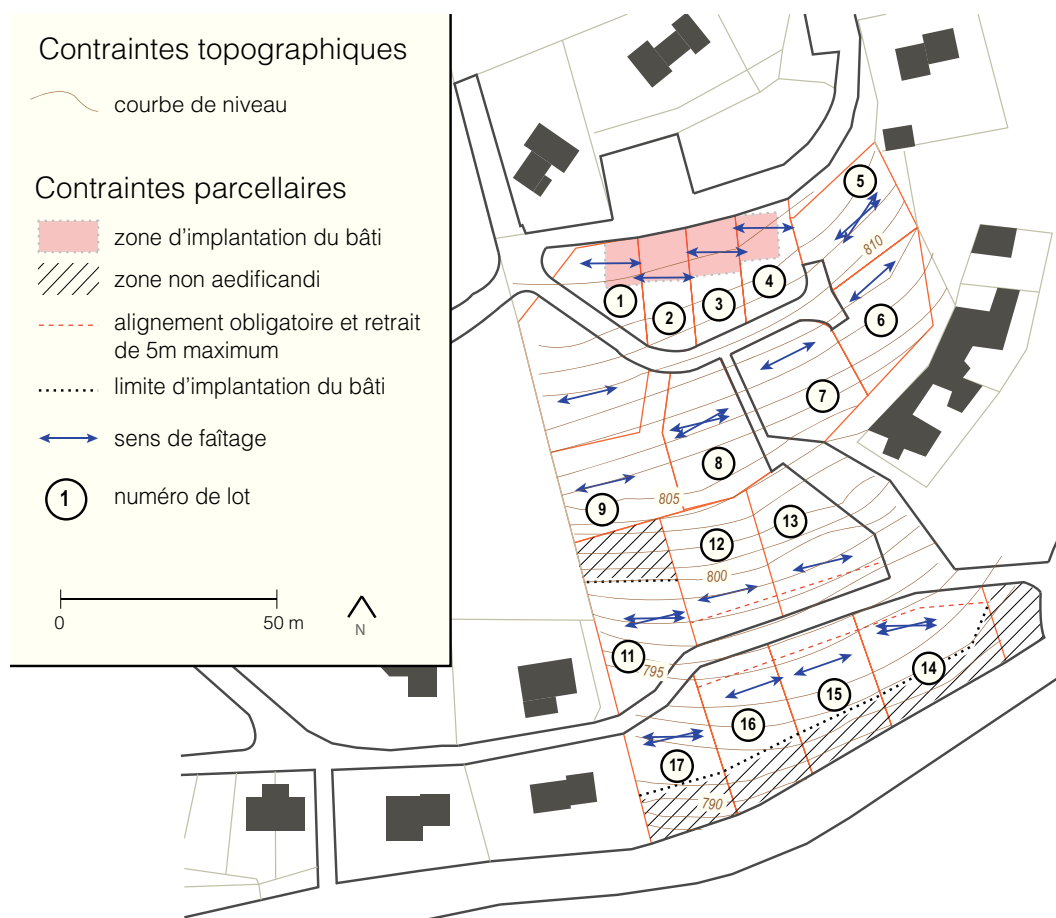 Contraintes topographiques
courbe de niveau
Contraintes parcellaires
zone d'implantation du bâti
zone non aedificandi
alignement obligatoire et retrait
de 5m maximum
limite d'implantation du bâti
sens de faîtage
1 numéro de lot
0 50 m N
5
810
4
1
3
2
6
7
8
805
9
13
12
800
11
795
14
15
16
17
790